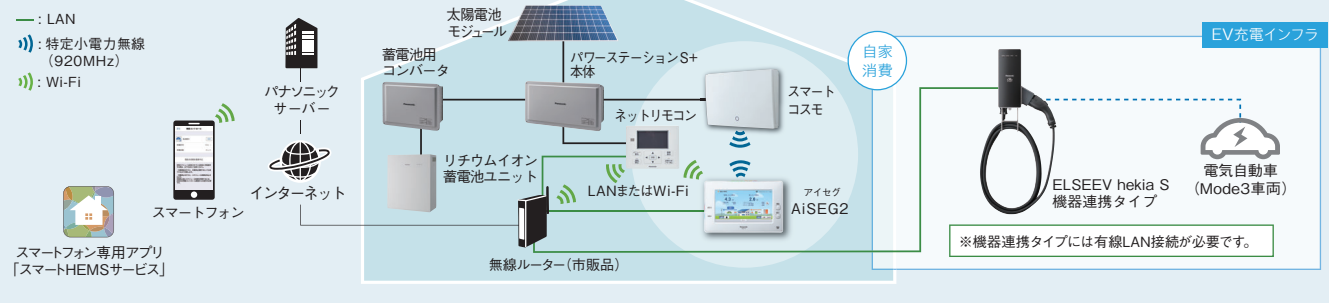 : LAN
: 特定小電力無線
（920MHz）
: Wi-Fi
パナソニック
サーバー
インターネット
スマートフォン
スマートフォン専用アプリ
「スマートHEMSサービス」
太陽電池
モジュール
蓄電池用
コンバータ
パワーステーションS+
本体
ネットリモコン
スマート
コスモ
リチウムイオン
蓄電池ユニット
LANまたはWi-Fi
アイセグ
AiSEG2
無線ルーター（市販品）
自家
消費
EV充電インフラ
ELSEEV hekia S
機器連携タイプ
電気自動車
（Mode3車両）
※機器連携タイプには有線LAN接続が必要です。